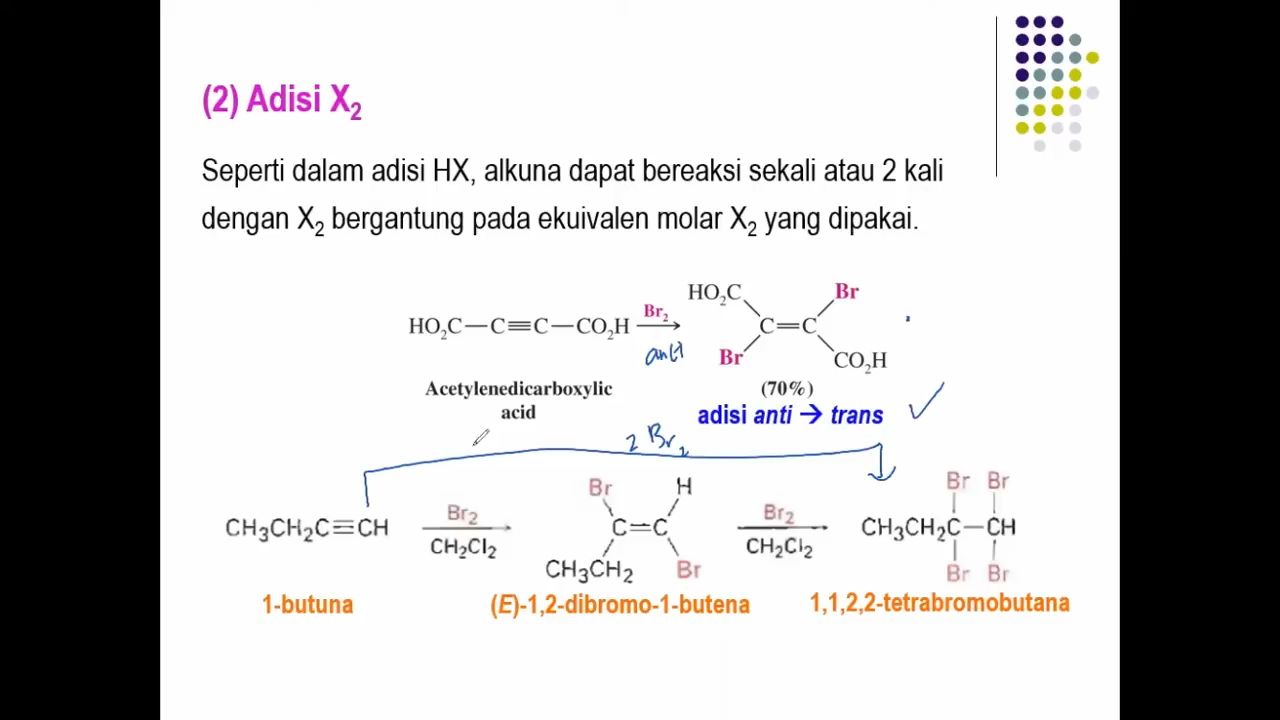 (2) Adisi X₂
Seperti dalam adisi HX, alkuna dapat bereaksi sekali atau 2 kali
dengan X₂ bergantung pada ekuivalen molar X₂ yang dipakai.
HO₂C—C≡C—CO₂H
Br₂
anti
HO₂C Br
C=C
Br CO₂H
Acetylenedicarboxylic
acid
(70%)
adisi anti → trans
2 Br₂
CH₃CH₂C≡CH
Br₂
CH₂Cl₂
Br H
C=C
CH₃CH₂ Br
Br₂
CH₂Cl₂
Br Br
CH₃CH₂C—CH
Br Br
1-butuna
(E)-1,2-dibromo-1-butena
1,1,2,2-tetrabromobutana